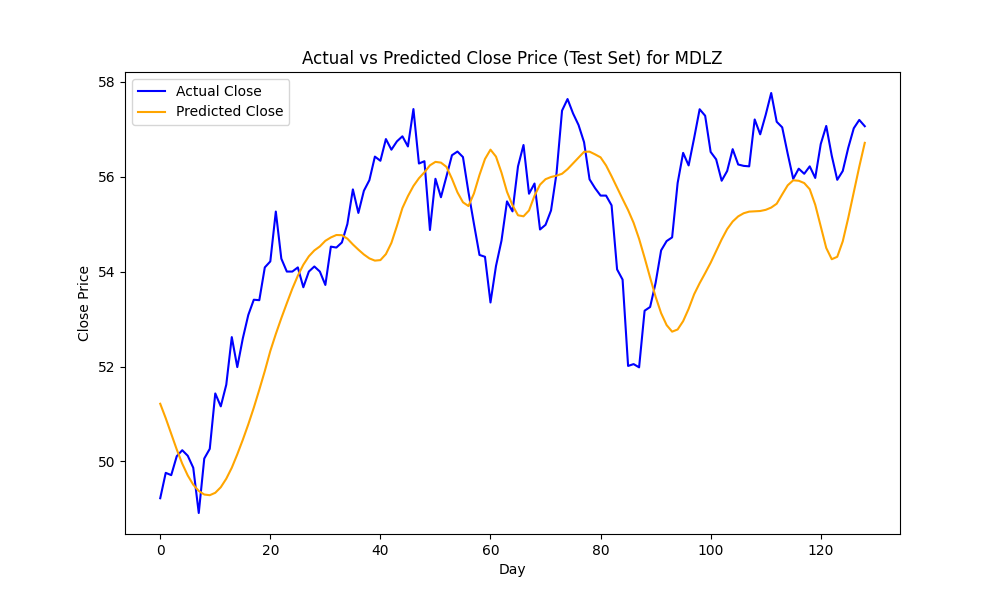 Actual vs Predicted Close Price (Test Set) for MDLZ
Actual Close
Predicted Close
58
56
54
52
50
Close Price
0 20 40 60 80 100 120
Day